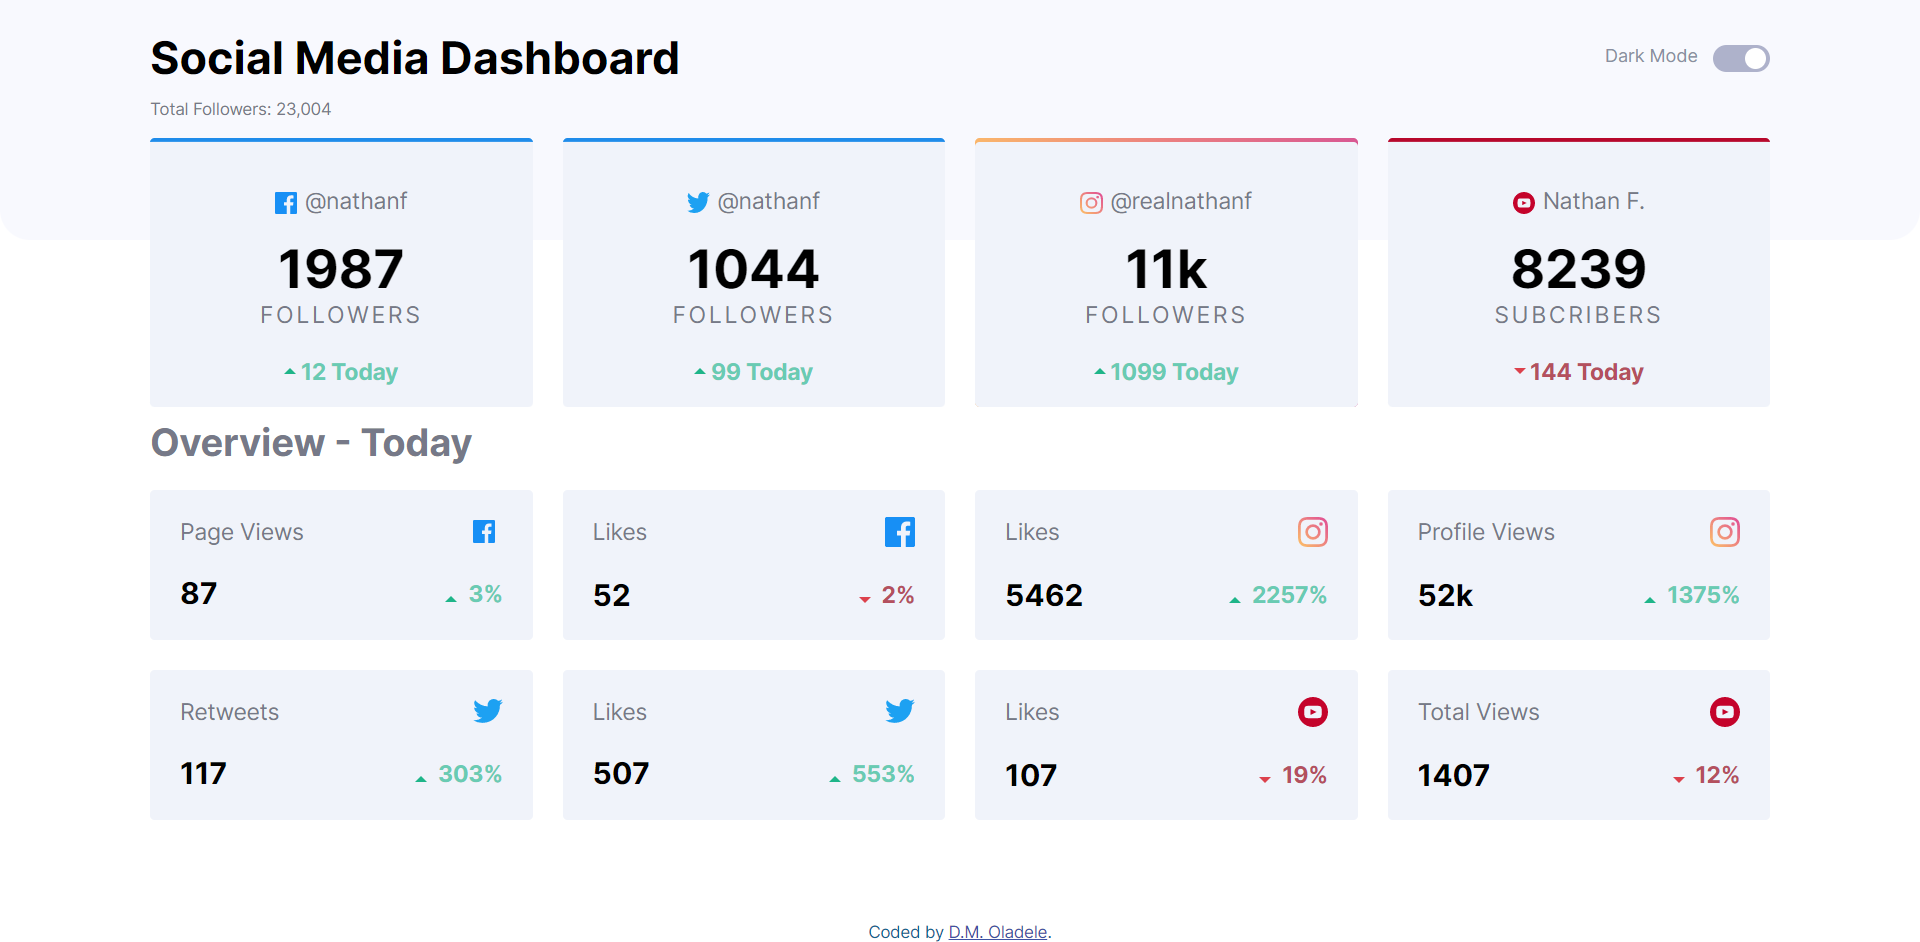 Social Media Dashboard
Dark Mode
Total Followers: 23,004
@nathanf
1987
FOLLOWERS
12 Today
@nathanf
1044
FOLLOWERS
99 Today
@realnathanf
11k
FOLLOWERS
1099 Today
Nathan F.
8239
SUBCRIBERS
144 Today
Overview - Today
Page Views
87
3%
Likes
52
2%
Likes
5462
2257%
Profile Views
52k
1375%
Retweets
117
303%
Likes
507
553%
Likes
107
19%
Total Views
1407
12%
Coded by D.M. Oladele.